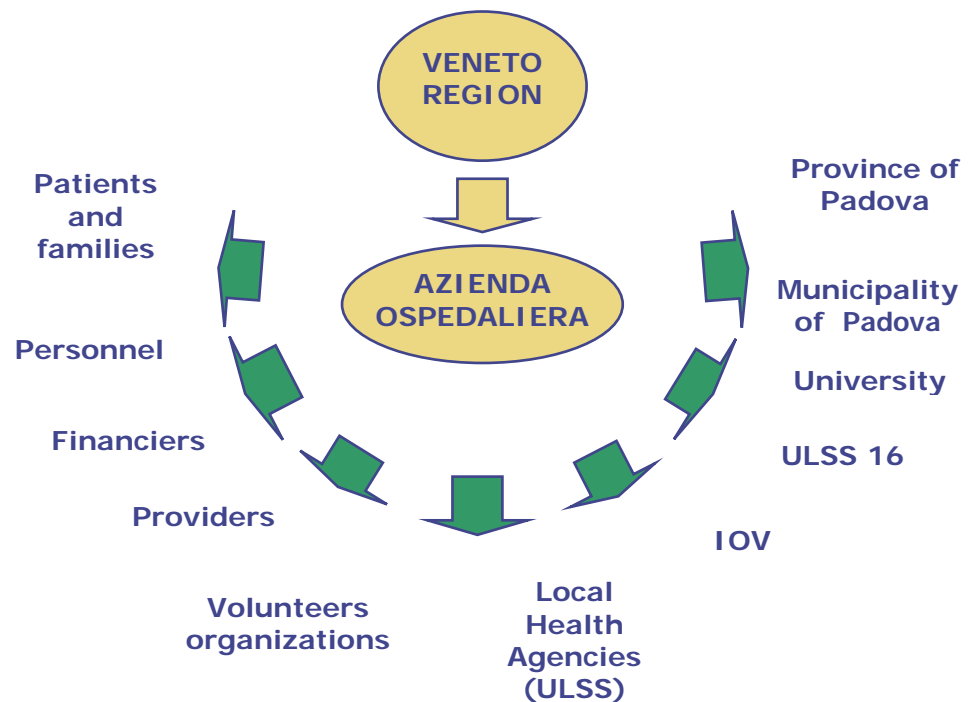 VENETO
REGION
AZIENDA
OSPEDALIERA
Patients
and
families
Personnel
Financiers
Providers
Volunteers
organizations
Local
Health
Agencies
(ULSS)
IOV
ULSS 16
University
Municipality
of Padova
Province of
Padova